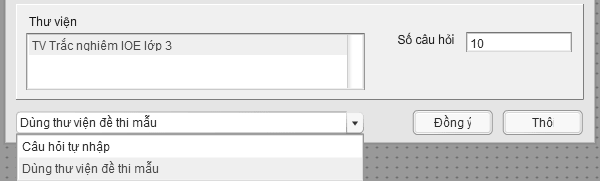 Thư viện
TV Trắc nghiệm IOE lớp 3
Số câu hỏi
10
Dùng thư viện đề thi mẫu
Đồng ý
Thôi
Câu hỏi tự nhập
Dùng thư viện đề thi mẫu